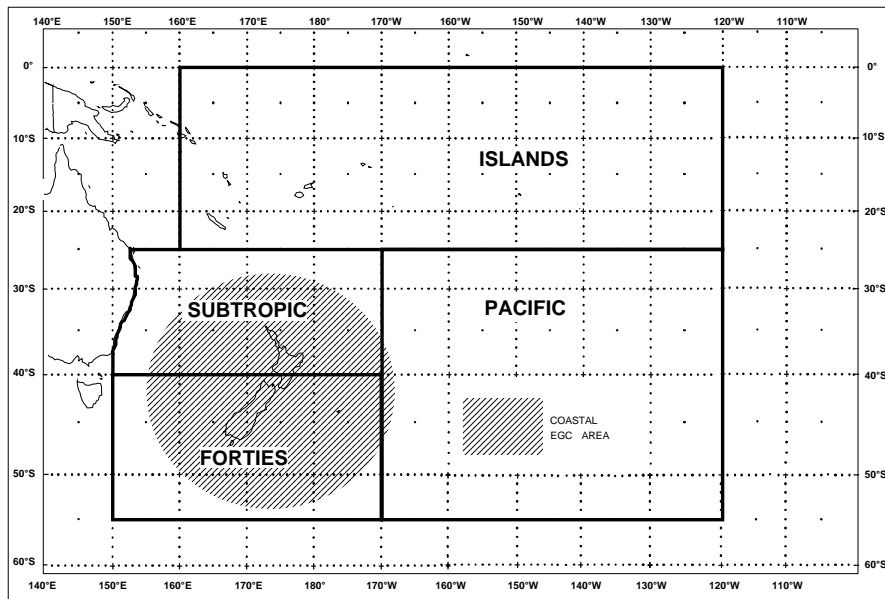 140°E 150°E 160°E 170°E 180° 170°W 160°W 150°W 140°W 130°W 120°W 110°W
0° 0°
10°S 10°S
ISLANDS
20°S 20°S
30°S 30°S
SUBTROPIC PACIFIC
40°S 40°S
COASTAL
EGC AREA
FORTIES
50°S 50°S
60°S 60°S
140°E 150°E 160°E 170°E 180° 170°W 160°W 150°W 140°W 130°W 120°W 110°W